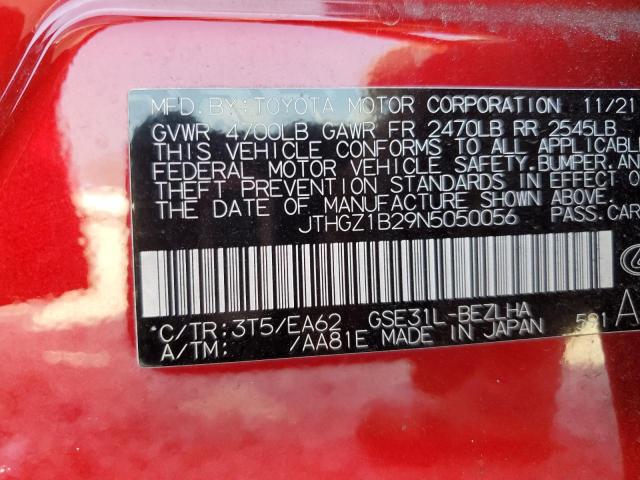 MFD. BY: TOYOTA MOTOR CORPORATION 11/21
GVWR 4700LB GAWR FR 2470LB RR 2545LB
THIS VEHICLE CONFORMS TO ALL APPLICABLE
FEDERAL MOTOR VEHICLE SAFETY, BUMPER, AND
THEFT PREVENTION STANDARDS IN EFFECT O
THE DATE OF MANUFACTURE SHOWN ABOVE.
JTHGZ1B29N5050056 PASS.CAR
*C/TR: 3T5/EA62 GSE31L-BEZLHA
A/TM: /AA81E MADE IN JAPAN 591 A